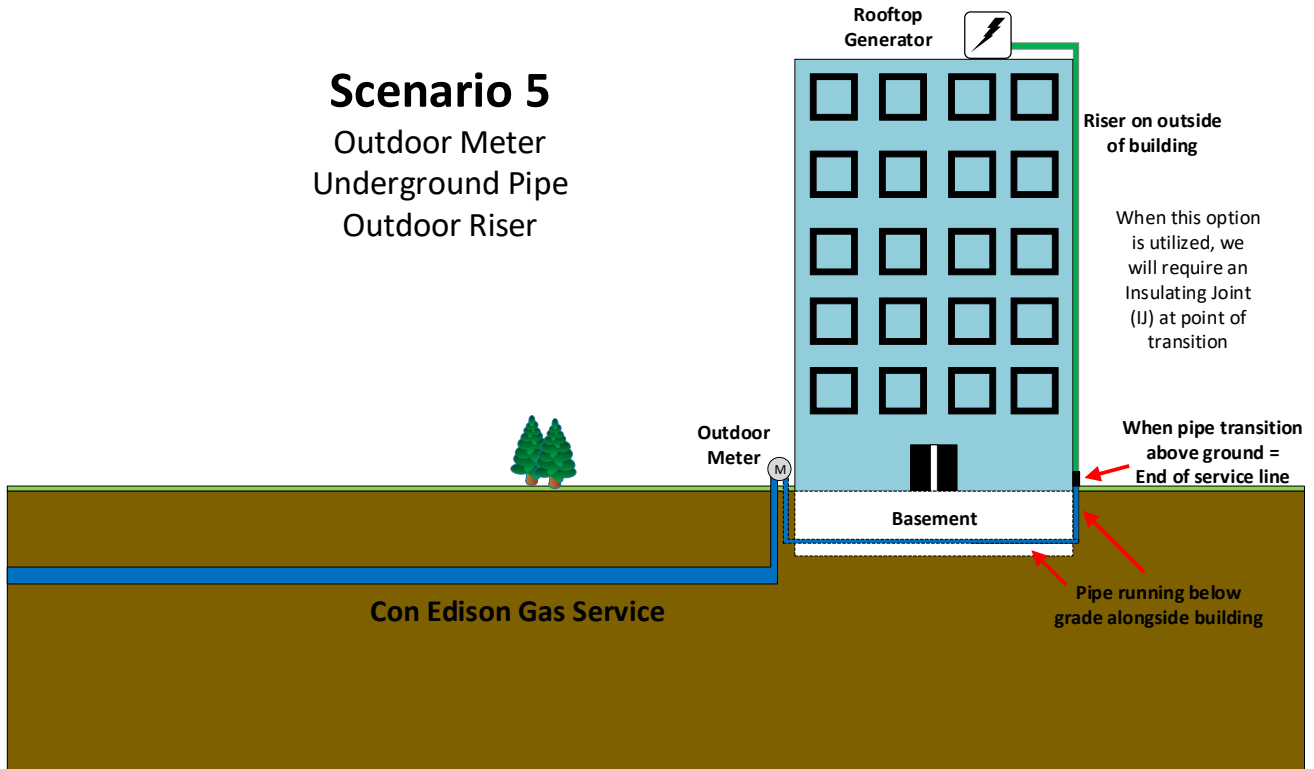 Scenario 5
Outdoor Meter
Underground Pipe
Outdoor Riser
Rooftop
Generator
Riser on outside
of building
When this option
is utilized, we
will require an
Insulating Joint
(IJ) at point of
transition
Outdoor
Meter
M
When pipe transition
above ground =
End of service line
Basement
Pipe running below
grade alongside building
Con Edison Gas Service